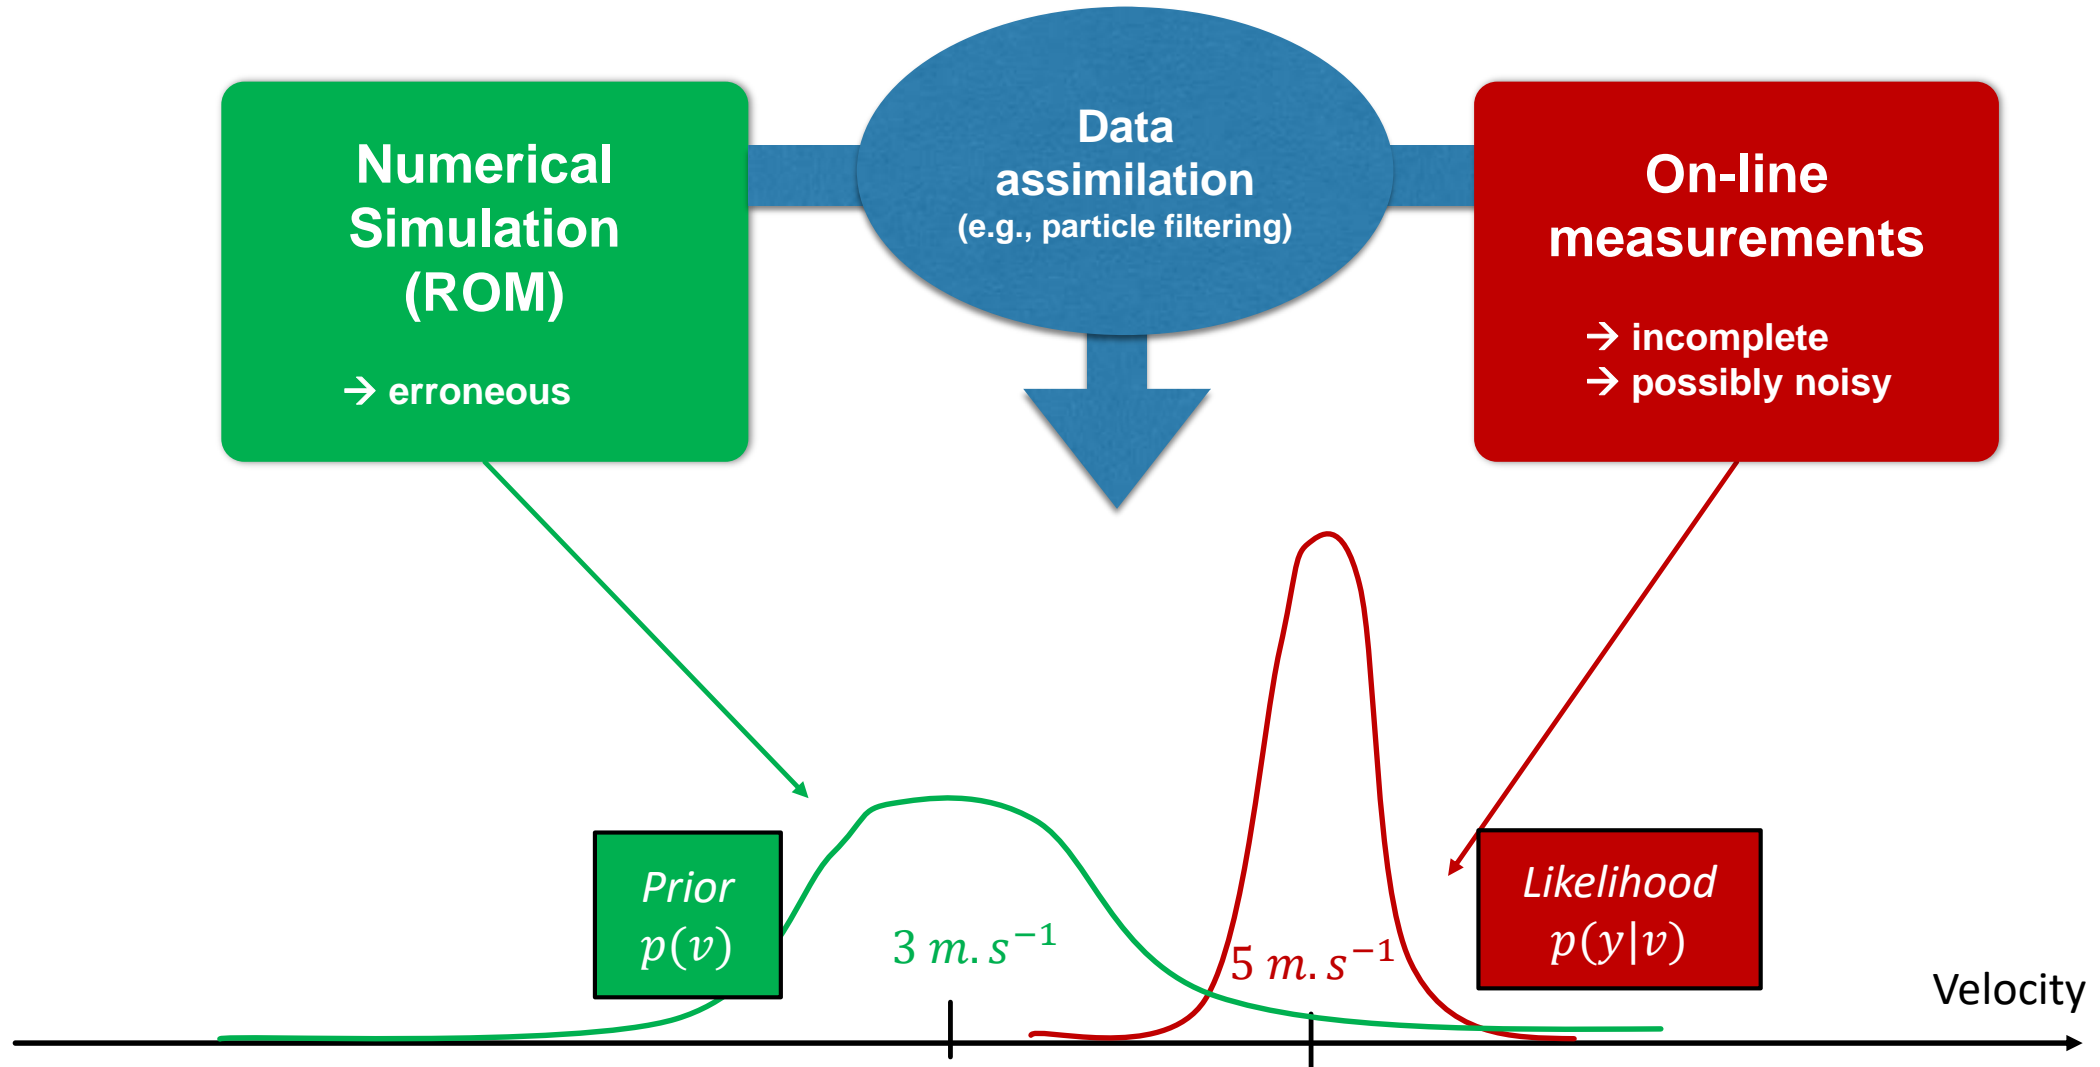 Numerical
Simulation
(ROM)
→ erroneous
Data
assimilation
(e.g., particle filtering)
On-line
measurements
→ incomplete
→ possibly noisy
Prior
p(v)
3 m.s⁻¹
5 m.s⁻¹
Likelihood
p(y|v)
Velocity